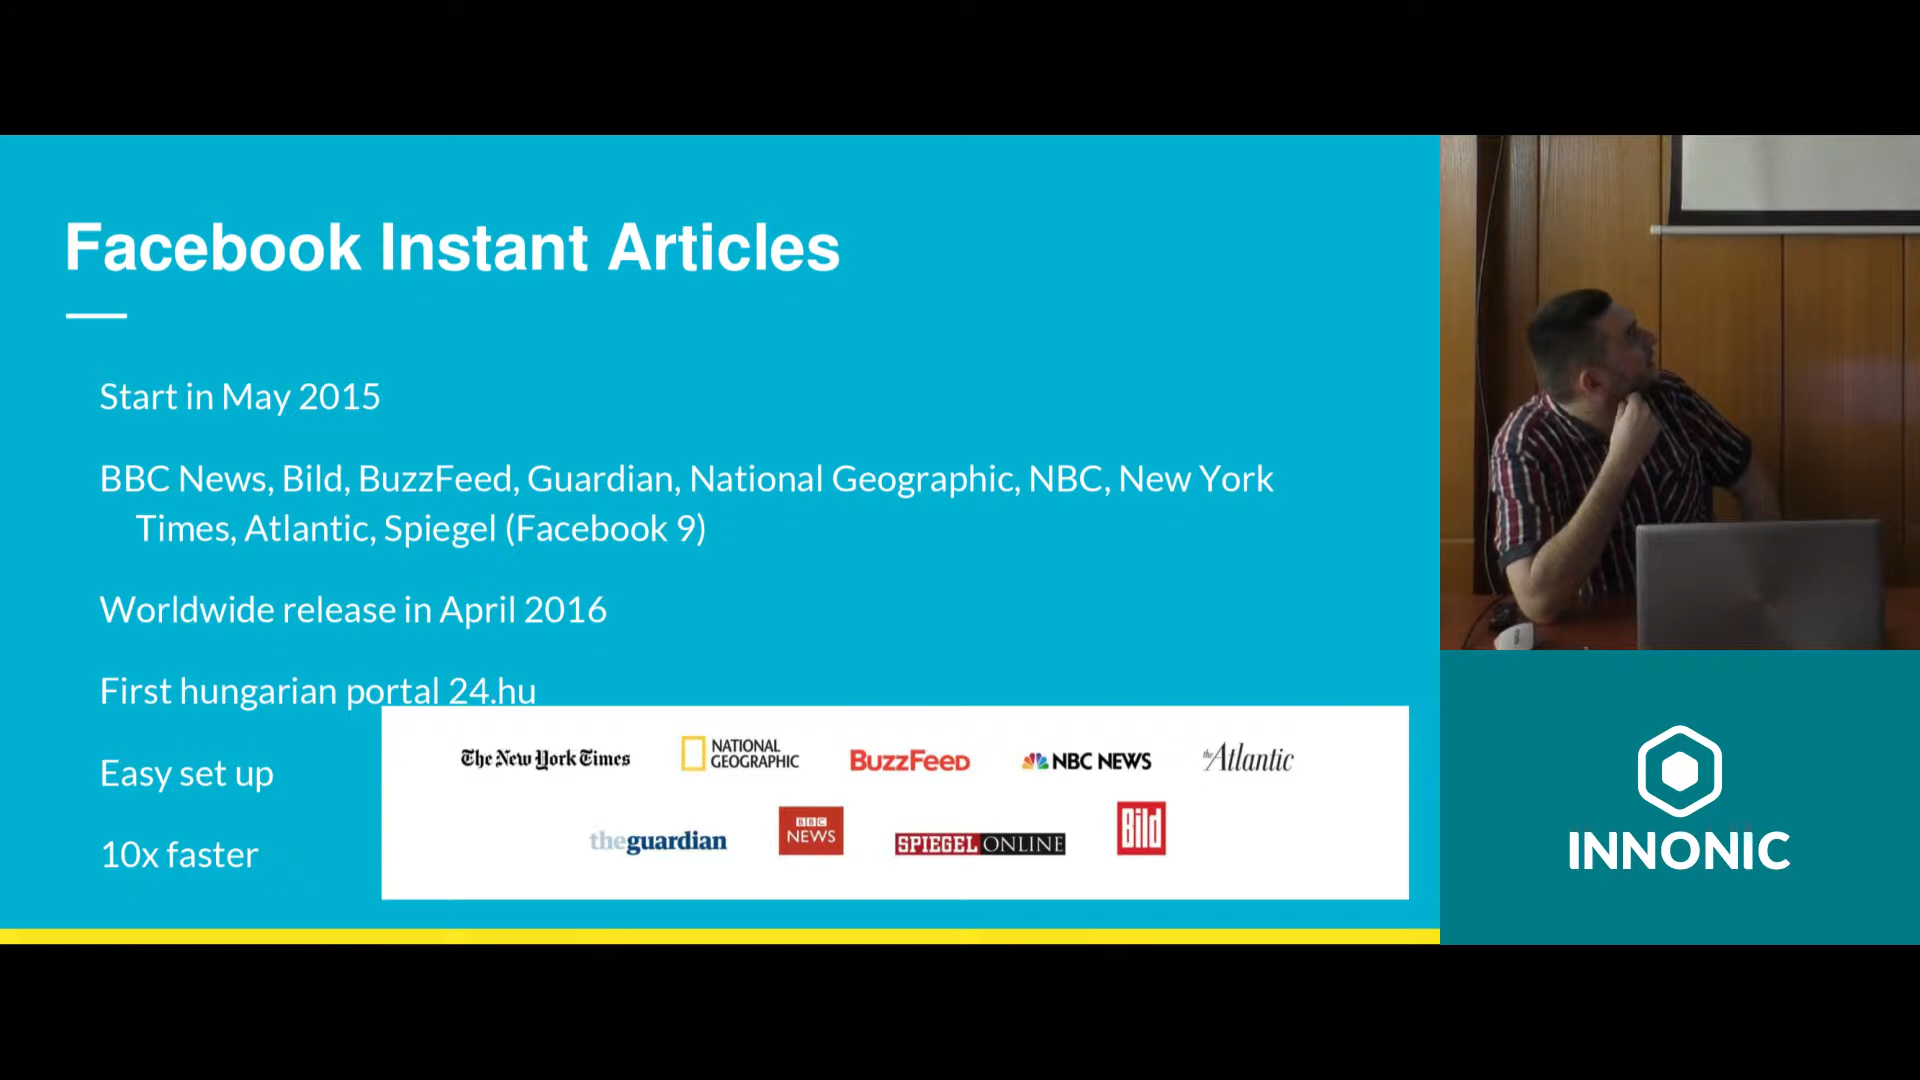 Facebook Instant Articles
Start in May 2015
BBC News, Bild, BuzzFeed, Guardian, National Geographic, NBC, New York
Times, Atlantic, Spiegel (Facebook 9)
Worldwide release in April 2016
First hungarian portal 24.hu
Easy set up
10x faster
The New York Times
NATIONAL
GEOGRAPHIC
BuzzFeed
NBC NEWS
the Atlantic
theguardian
BBC
NEWS
SPIEGEL ONLINE
Bild
INNONIC